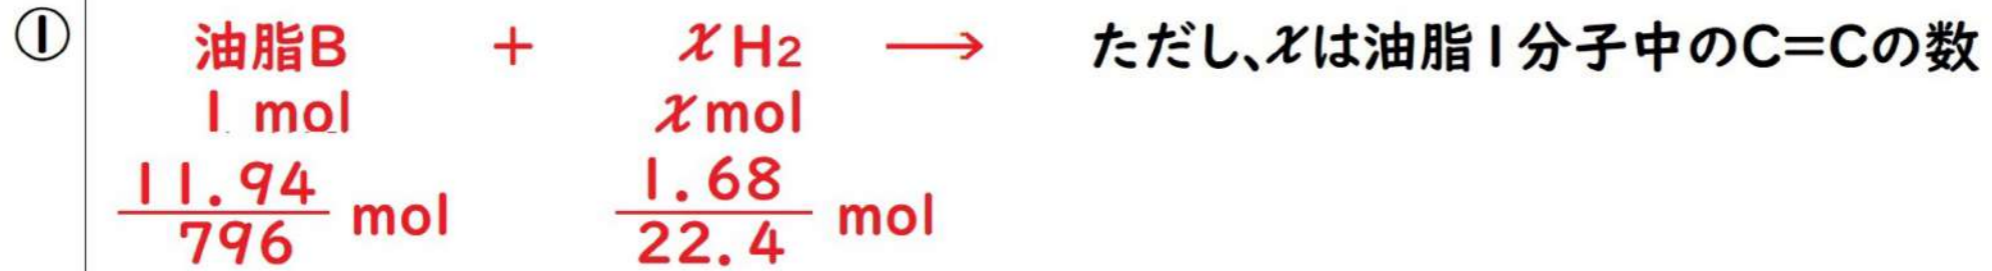 ① 油脂B + xH2 → ただし、xは油脂1分子中のC=Cの数
1 mol xmol
11.94/796 mol 1.68/22.4 mol